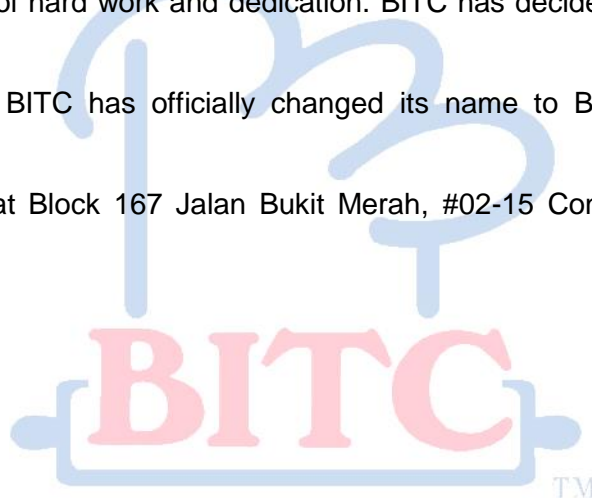 of hard work and dedication. BITC has decide
BITC has officially changed its name to B
at Block 167 Jalan Bukit Merah, #02-15 Con
BITC
TM